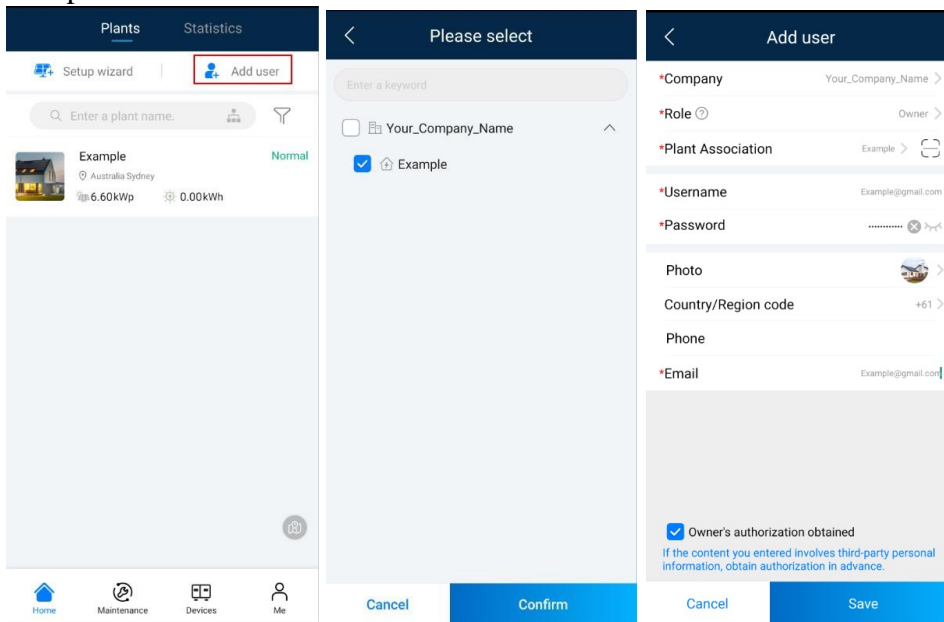 Plants Statistics
Setup wizard Add user
Enter a plant name.
Example Normal
Australia Sydney
6.60kWp 0.00kWh
Home Maintenance Devices Me
Please select
Enter a keyword
Your_Company_Name
Example
Cancel Confirm
Add user
*Company Your_Company_Name
*Role Owner
*Plant Association Example
*Username Example@gmail.com
*Password ············
Photo
Country/Region code +61
Phone
*Email Example@gmail.com
Owner's authorization obtained
If the content you entered involves third-party personal
information, obtain authorization in advance.
Cancel Save